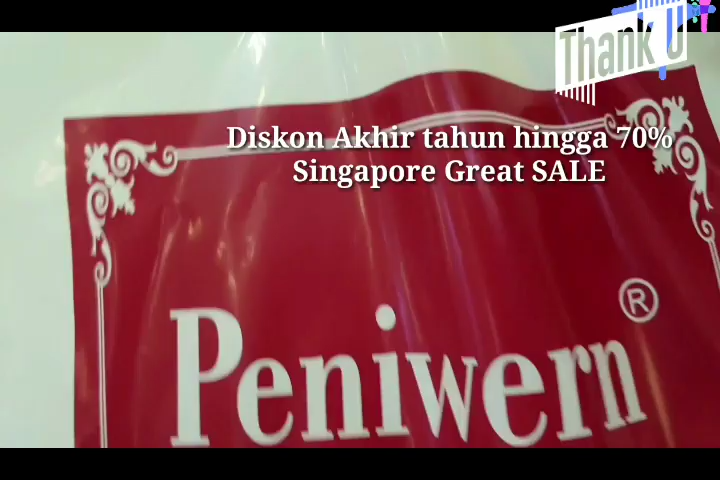 Thank U
Diskon Akhir tahun hingga 70%
Singapore Great SALE
Peniwern®